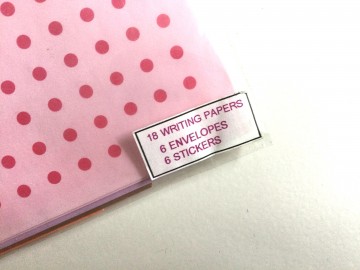 18 WRITING PAPERS
6 ENVELOPES
6 STICKERS